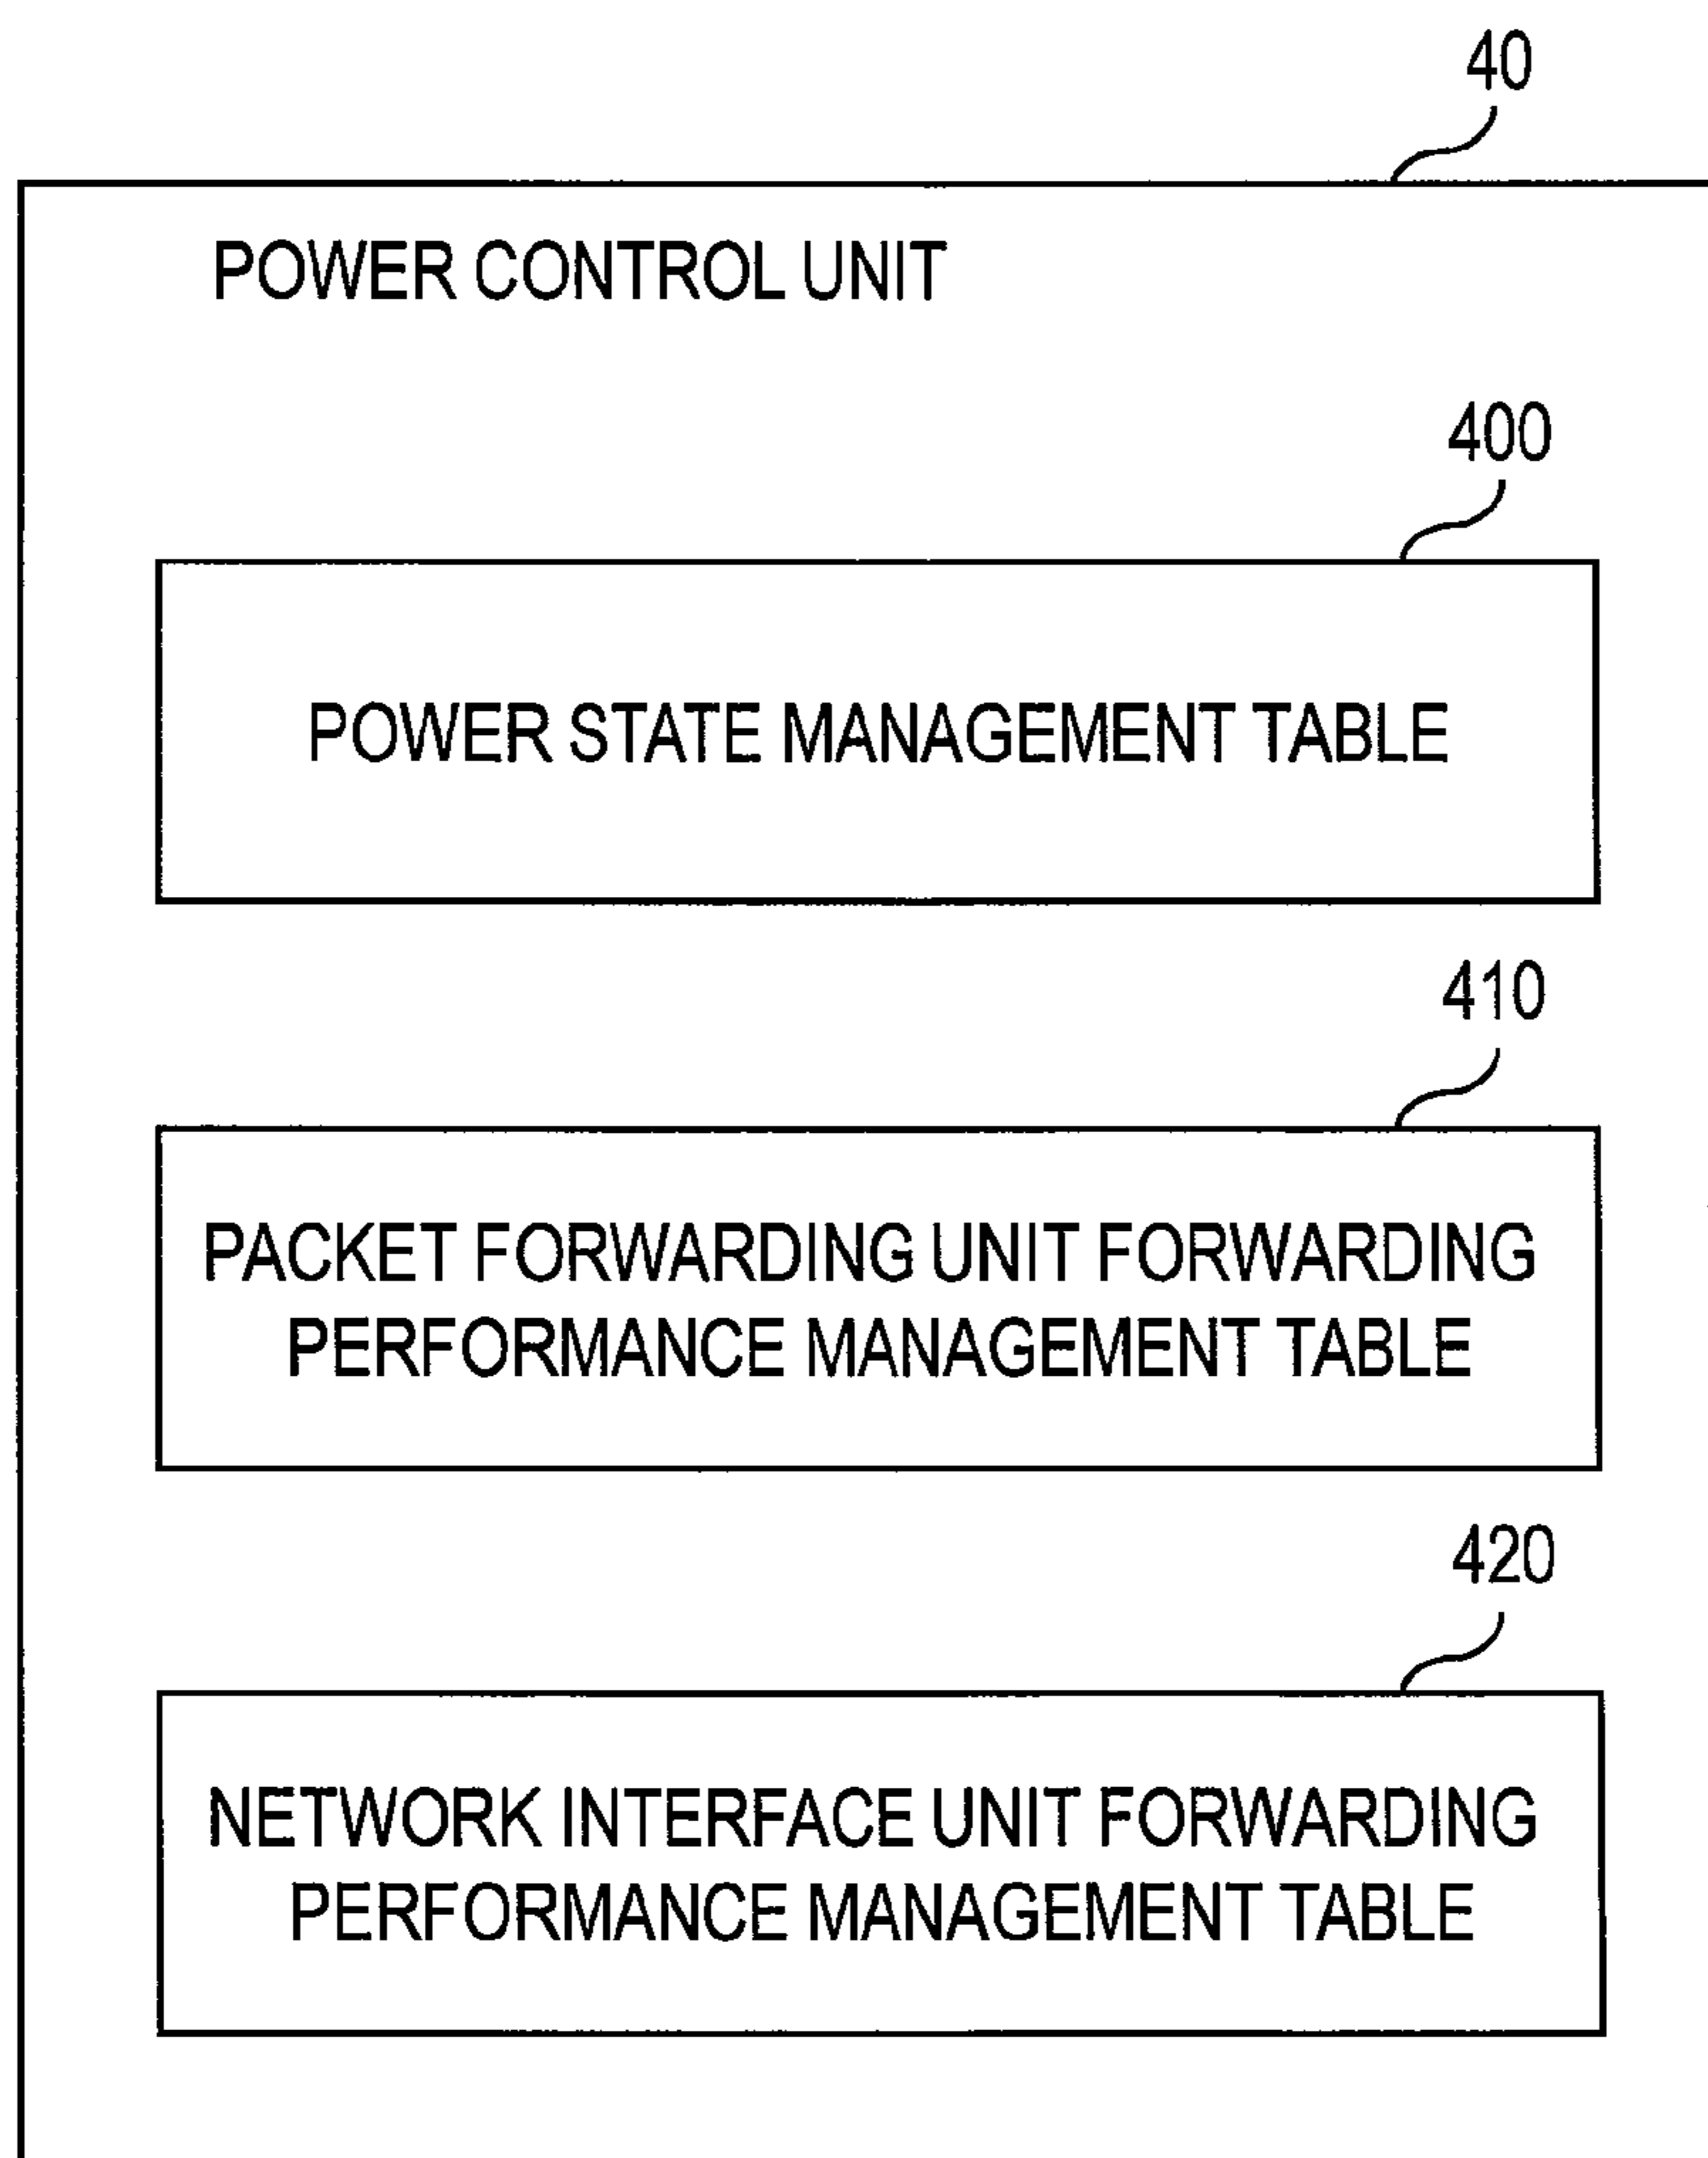 40
POWER CONTROL UNIT
400
POWER STATE MANAGEMENT TABLE
410
PACKET FORWARDING UNIT FORWARDING
PERFORMANCE MANAGEMENT TABLE
420
NETWORK INTERFACE UNIT FORWARDING
PERFORMANCE MANAGEMENT TABLE